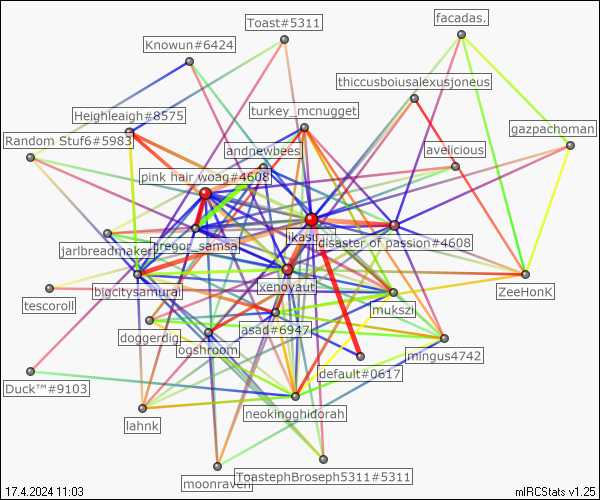 facadas.
Toast#5311
Knowun#6424
thiccusboiusalexusjoneus
turkey_mcnugget
Heighleaigh#8575
gazpachoman
Random Stuf6#5983
andnewbees
avelicious
pink hair woag#4608
jkasu
disaster of passion#4608
gregor_samsa
jarlbreadmaker
xenoyaut
bigcitysamurai
ZeeHonK
tescoroll
mukszi
asad#6947
doggerdig
ogshroom
mingus4742
default#0617
Duck™#9103
neokingghidorah
lahnk
ToastephBroseph5311#5311
moonraven
17.4.2024 11:03
mIRCStats v1.25